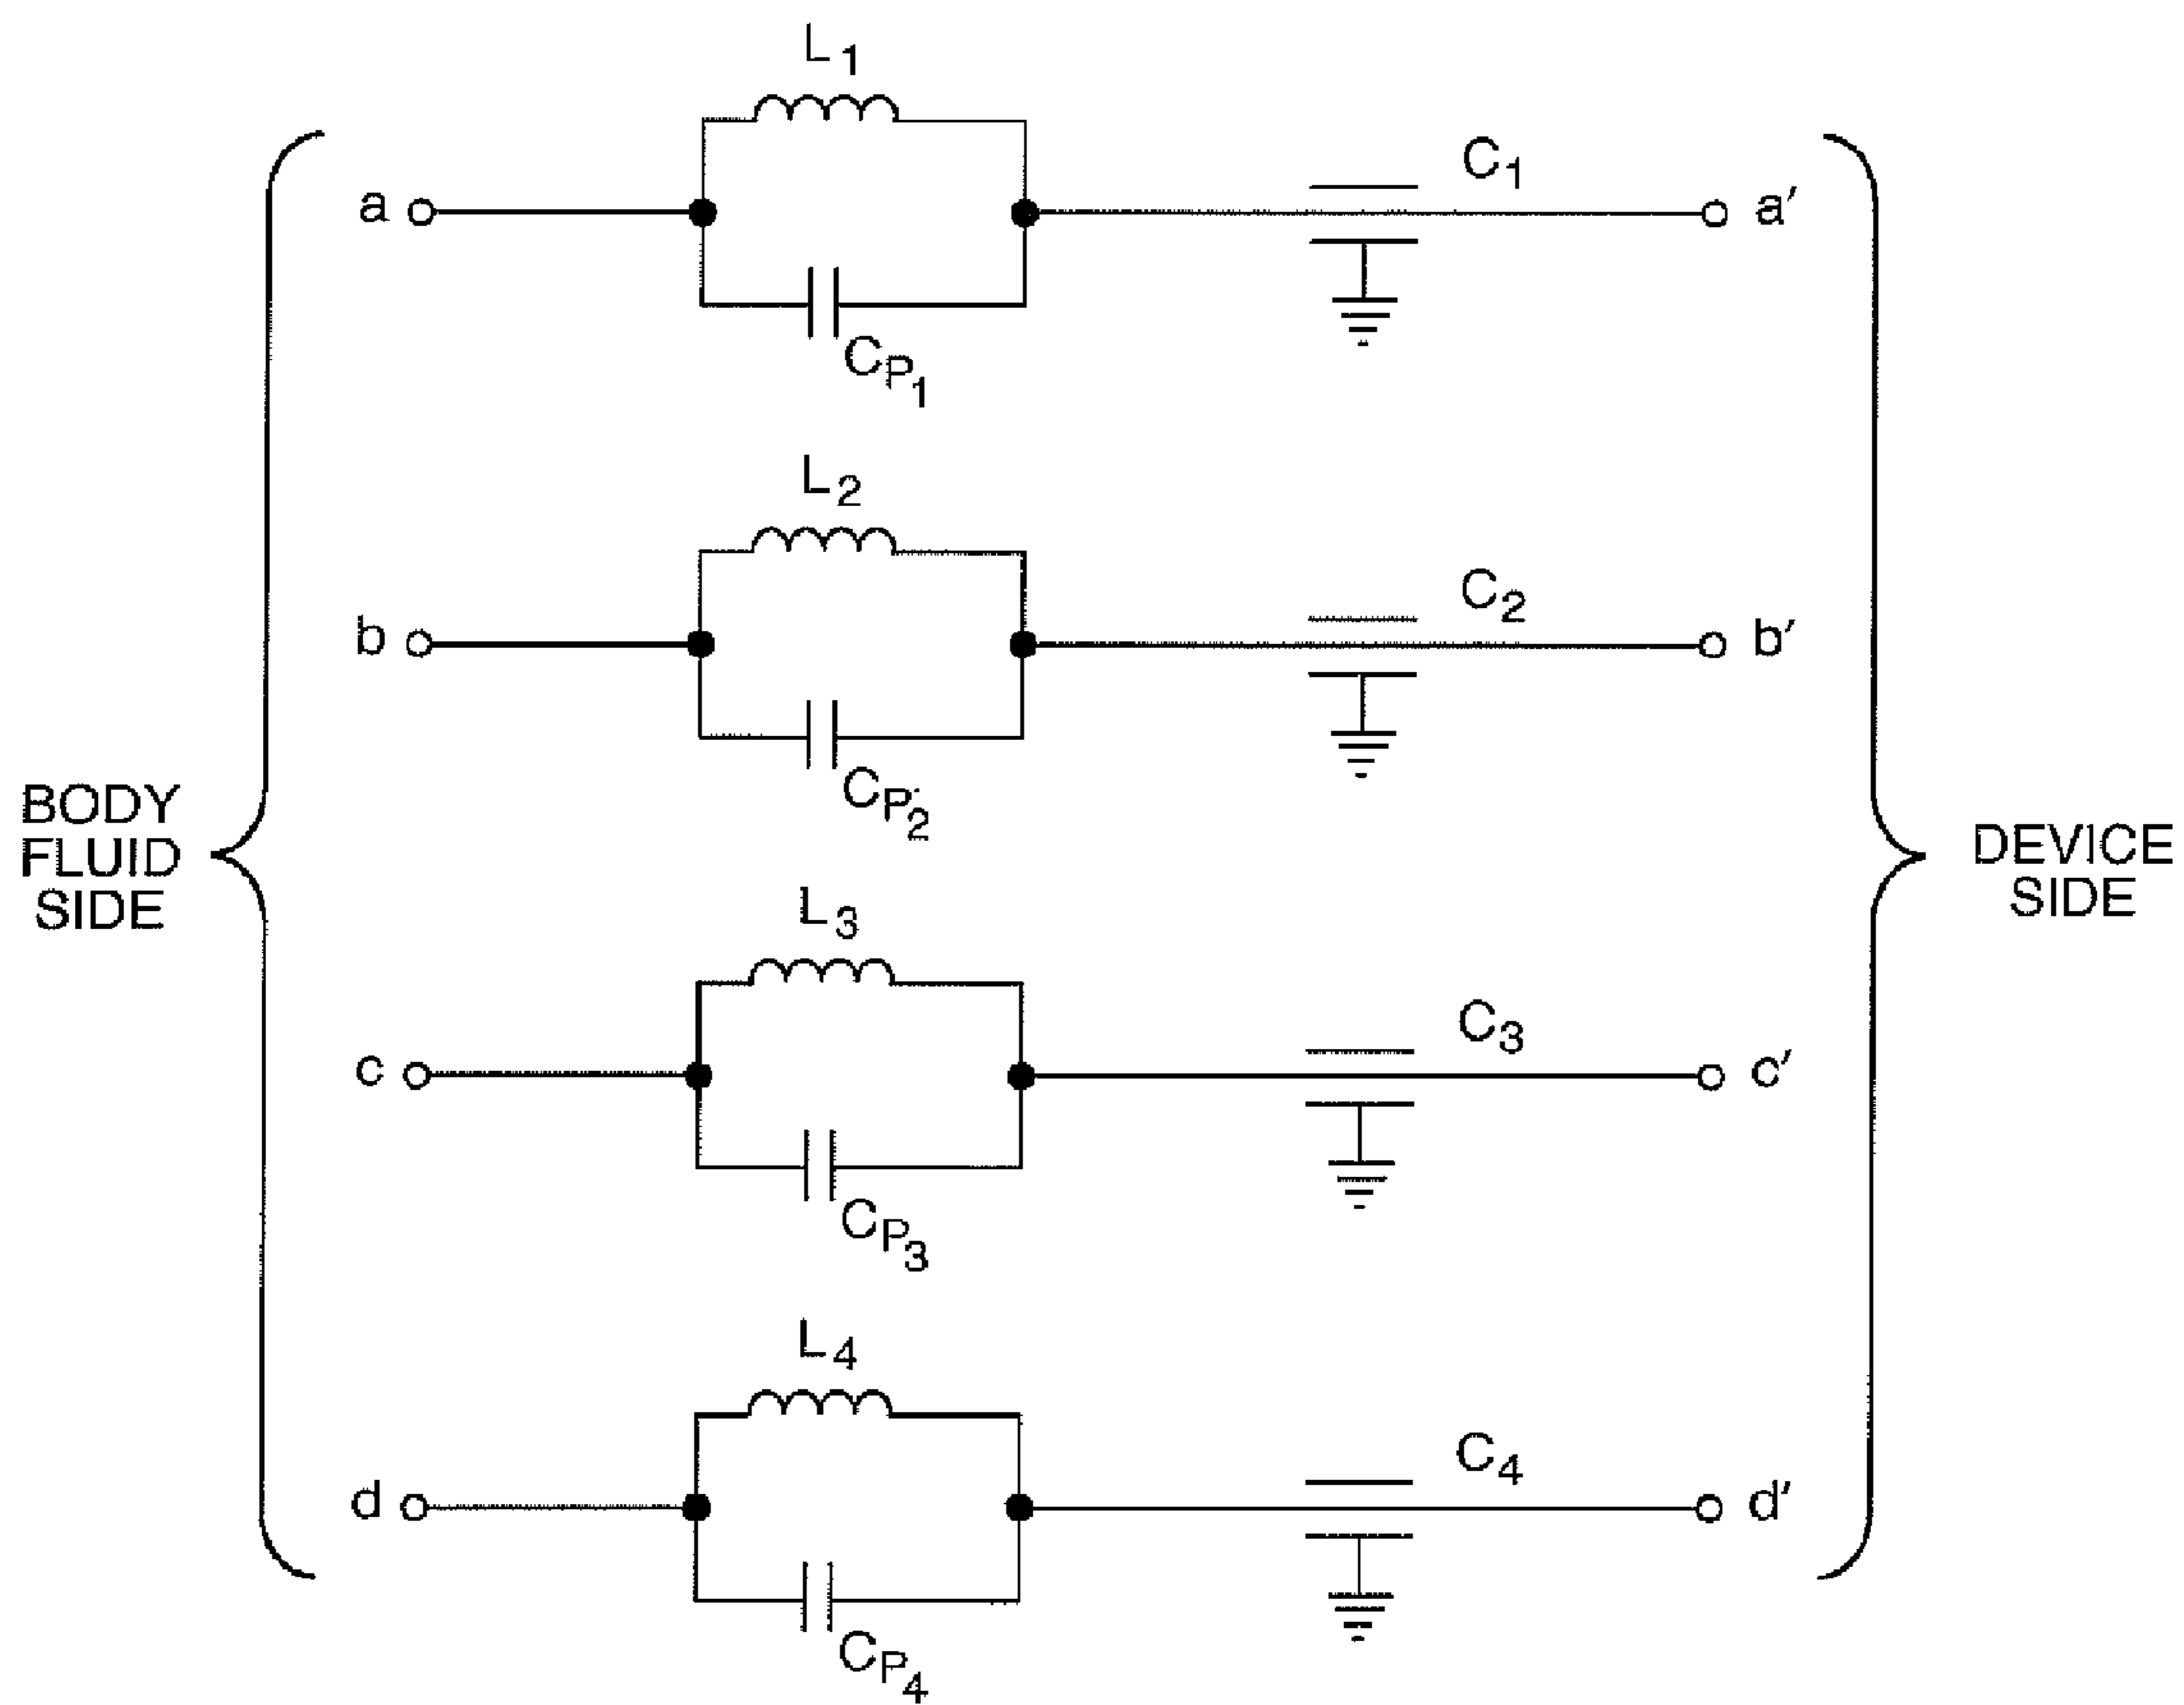 L1
a
C1
a'
CP1
L2
b
C2
b'
CP2
BODY
FLUID
SIDE
DEVICE
SIDE
L3
c
C3
c'
CP3
L4
d
C4
d'
CP4